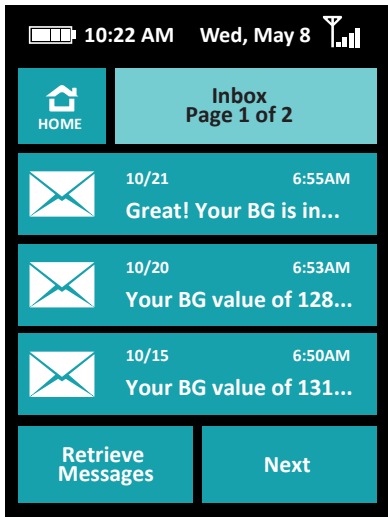 10:22 AM Wed, May 8
HOME
Inbox
Page 1 of 2
10/21 6:55AM
Great! Your BG is in...
10/20 6:53AM
Your BG value of 128...
10/15 6:50AM
Your BG value of 131...
Retrieve
Messages
Next